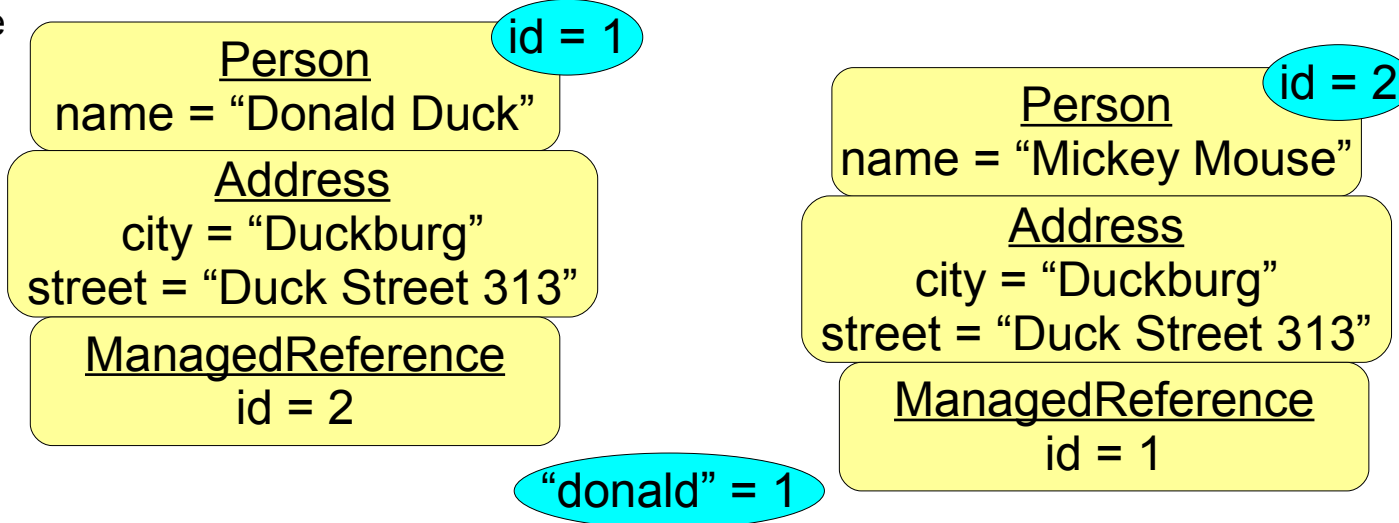 e
Person
name = “Donald Duck”
id = 1
Address
city = “Duckburg”
street = “Duck Street 313”
ManagedReference
id = 2
Person
name = “Mickey Mouse”
id = 2
Address
city = “Duckburg”
street = “Duck Street 313”
ManagedReference
id = 1
“donald” = 1